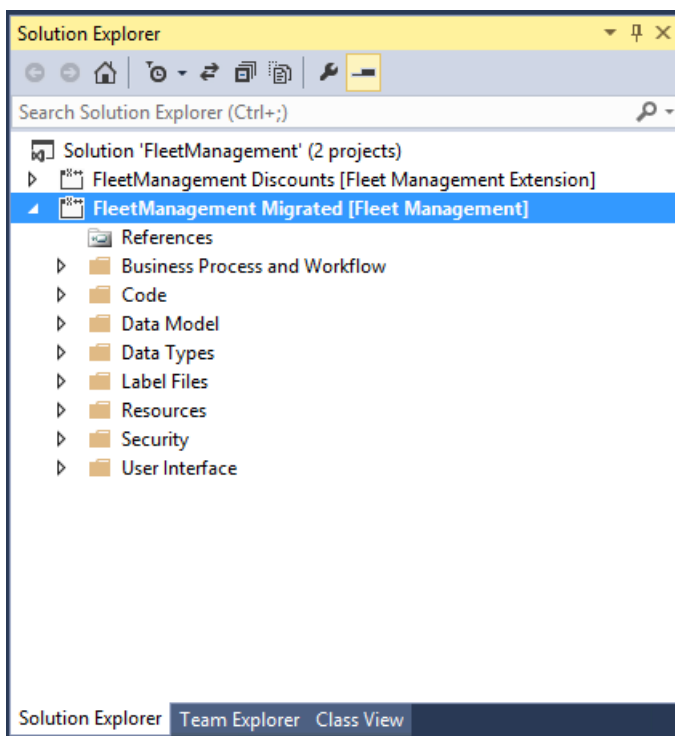 Solution Explorer
Search Solution Explorer (Ctrl+;)
Solution 'FleetManagement' (2 projects)
FleetManagement Discounts [Fleet Management Extension]
FleetManagement Migrated [Fleet Management]
References
Business Process and Workflow
Code
Data Model
Data Types
Label Files
Resources
Security
User Interface
Solution Explorer Team Explorer Class View